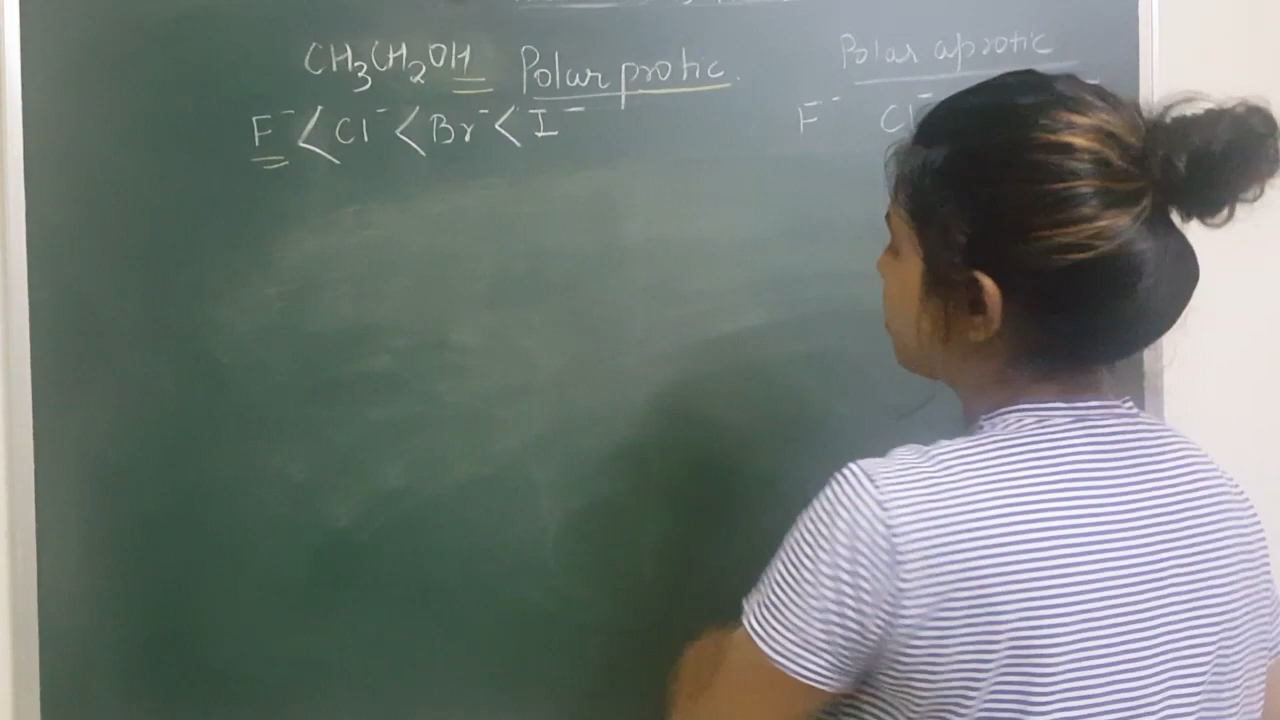 CH₃CH₂OH Polar protic.
F⁻ < Cl⁻ < Br⁻ < I⁻
Polar aprotic
F⁻ Cl⁻